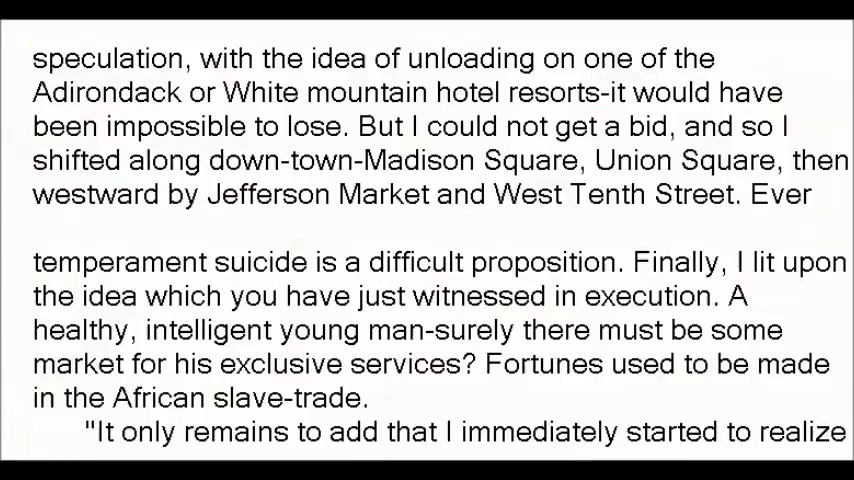 speculation, with the idea of unloading on one of the
Adirondack or White mountain hotel resorts-it would have
been impossible to lose. But I could not get a bid, and so I
shifted along down-town-Madison Square, Union Square, then
westward by Jefferson Market and West Tenth Street. Ever
temperament suicide is a difficult proposition. Finally, I lit upon
the idea which you have just witnessed in execution. A
healthy, intelligent young man-surely there must be some
market for his exclusive services? Fortunes used to be made
in the African slave-trade.
"It only remains to add that I immediately started to realize